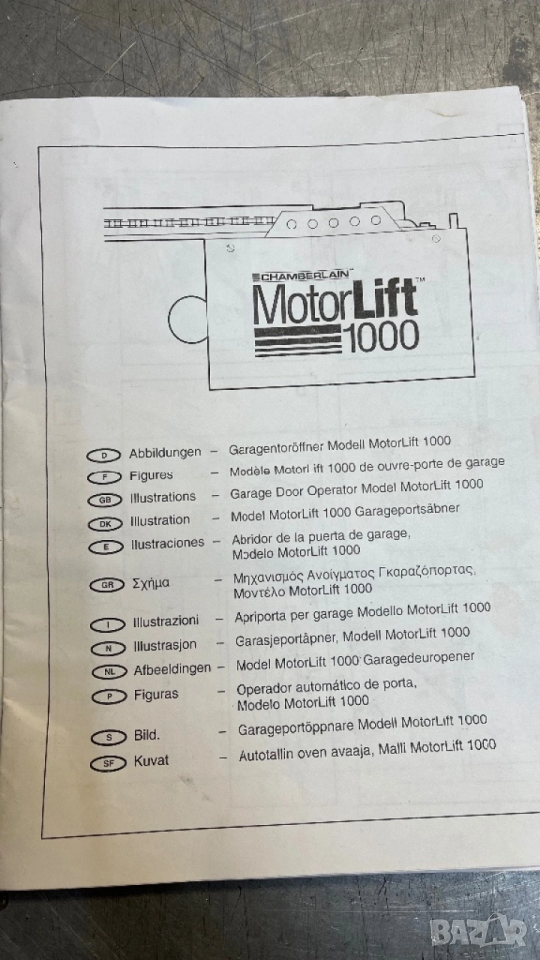 CHAMBERLAIN™
MotorLift™
1000
D Abbildungen – Garagentoröffner Modell MotorLift 1000
F Figures – Modèle MotorLift 1000 de ouvre-porte de garage
GB Illustrations – Garage Door Operator Model MotorLift 1000
DK Illustration – Model MotorLift 1000 Garageportsåbner
E Ilustraciones – Abridor de la puerta de garage,
Modelo MotorLift 1000
GR Σχήμα – Μηχανισμός Ανοίγματος Γκαραζόπορτας,
Μοντέλο MotorLift 1000
I Illustrazioni – Apriporta per garage Modello MotorLift 1000
N Illustrasjon – Garasjeportåpner, Modell MotorLift 1000
NL Afbeeldingen – Model MotorLift 1000 Garagedeuropener
P Figuras – Operador automático de porta,
Modelo MotorLift 1000
S Bild. – Garageportöppnare Modell MotorLift 1000
SF Kuvat – Autotallin oven avaaja, Malli MotorLift 1000
BAZAR